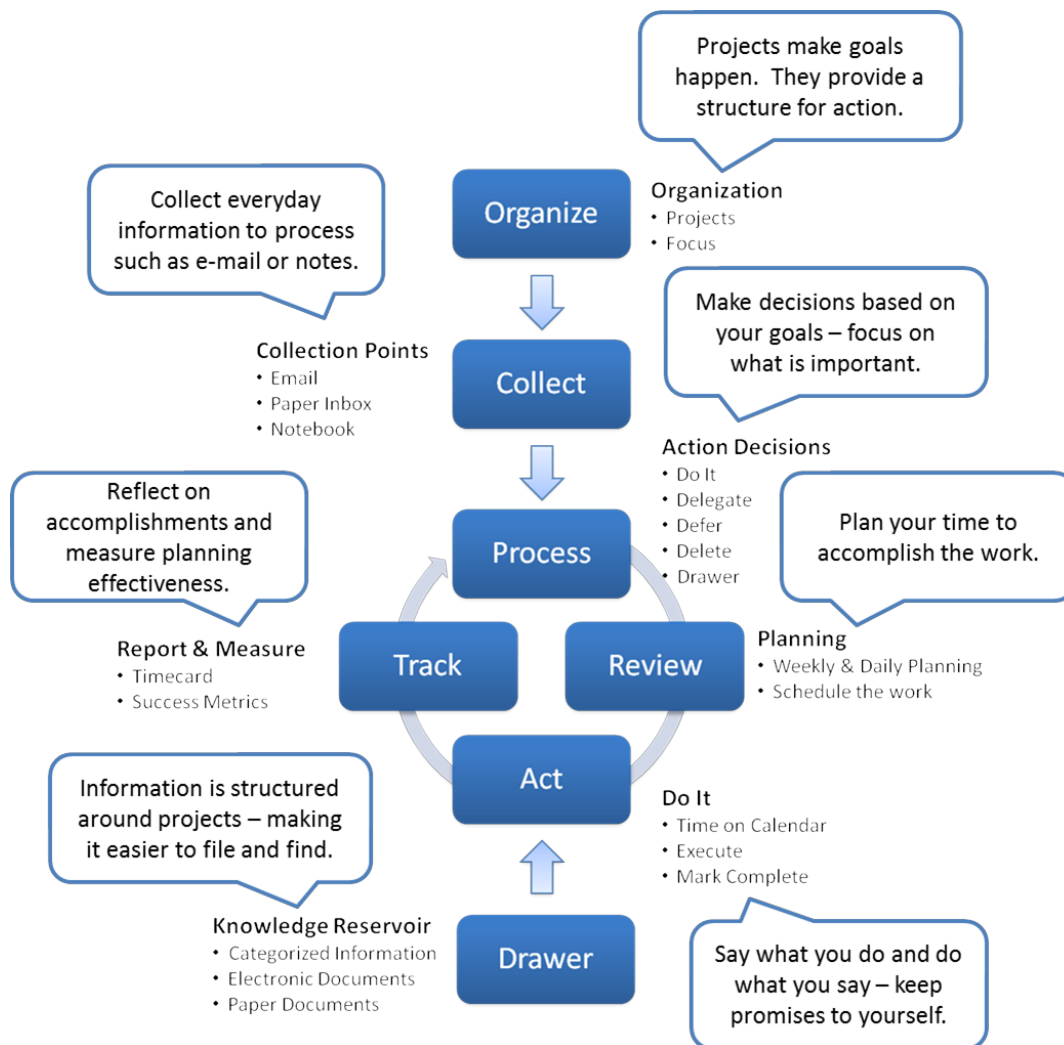 Projects make goals
happen.  They provide a
structure for action.
Organize
Organization
• Projects
• Focus
Collect everyday
information to process
such as e-mail or notes.
Make decisions based on
your goals – focus on
what is important.
Collection Points
• Email
• Paper Inbox
• Notebook
Collect
Action Decisions
• Do It
• Delegate
• Defer
• Delete
• Drawer
Reflect on
accomplishments and
measure planning
effectiveness.
Process
Plan your time to
accomplish the work.
Report & Measure
• Timecard
• Success Metrics
Track
Review
Planning
• Weekly & Daily Planning
• Schedule the work
Information is structured
around projects – making
it easier to file and find.
Act
Do It
• Time on Calendar
• Execute
• Mark Complete
Knowledge Reservoir
• Categorized Information
• Electronic Documents
• Paper Documents
Drawer
Say what you do and do
what you say – keep
promises to yourself.